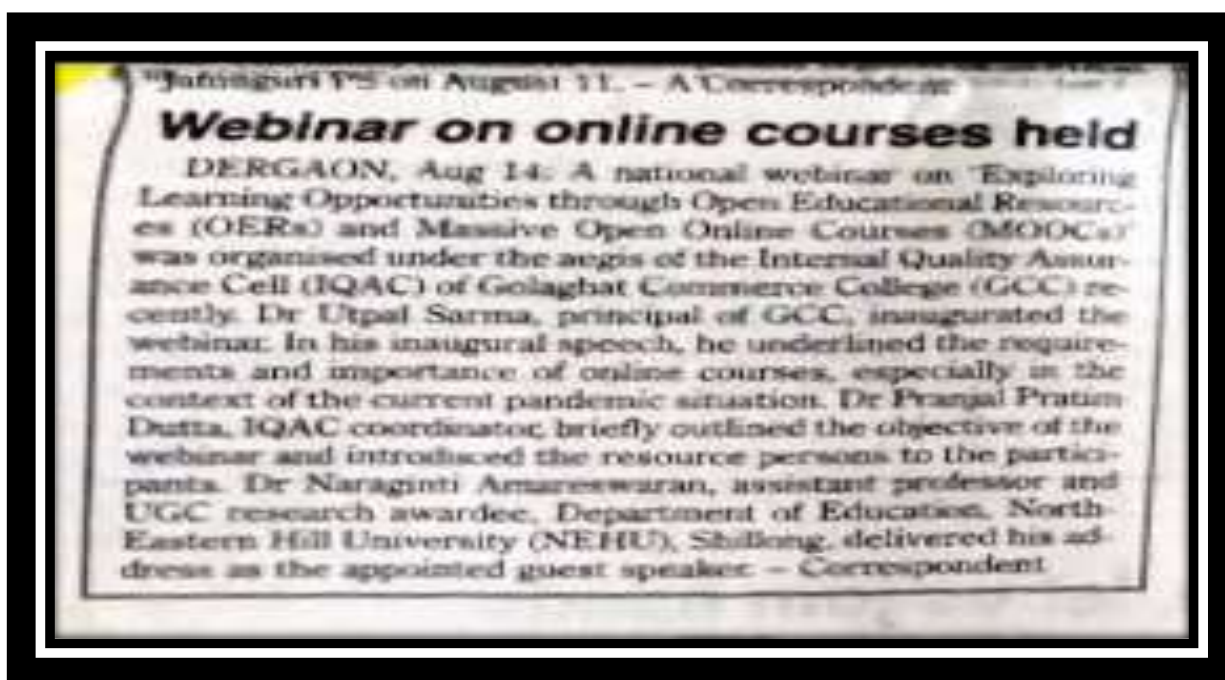 PS on August 11. – A Correspondent
Webinar on online courses held
DERGAON, Aug 14: A national webinar on 'Exploring
Learning Opportunities through Open Educational Resourc-
es (OERs) and Massive Open Online Courses (MOOCs)'
was organised under the aegis of the Internal Quality Assur-
ance Cell (IQAC) of Golaghat Commerce College (GCC) re-
cently. Dr Utpal Sarma, principal of GCC, inaugurated the
webinar. In his inaugural speech, he underlined the require-
ments and importance of online courses, especially in the
context of the current pandemic situation. Dr Pranjal Pratim
Dutta, IQAC coordinator, briefly outlined the objective of the
webinar and introduced the resource persons to the partici-
pants. Dr Naraginti Amareswaran, assistant professor and
UGC research awardee, Department of Education, North-
Eastern Hill University (NEHU), Shillong, delivered his ad-
dress as the appointed guest speaker. – Correspondent